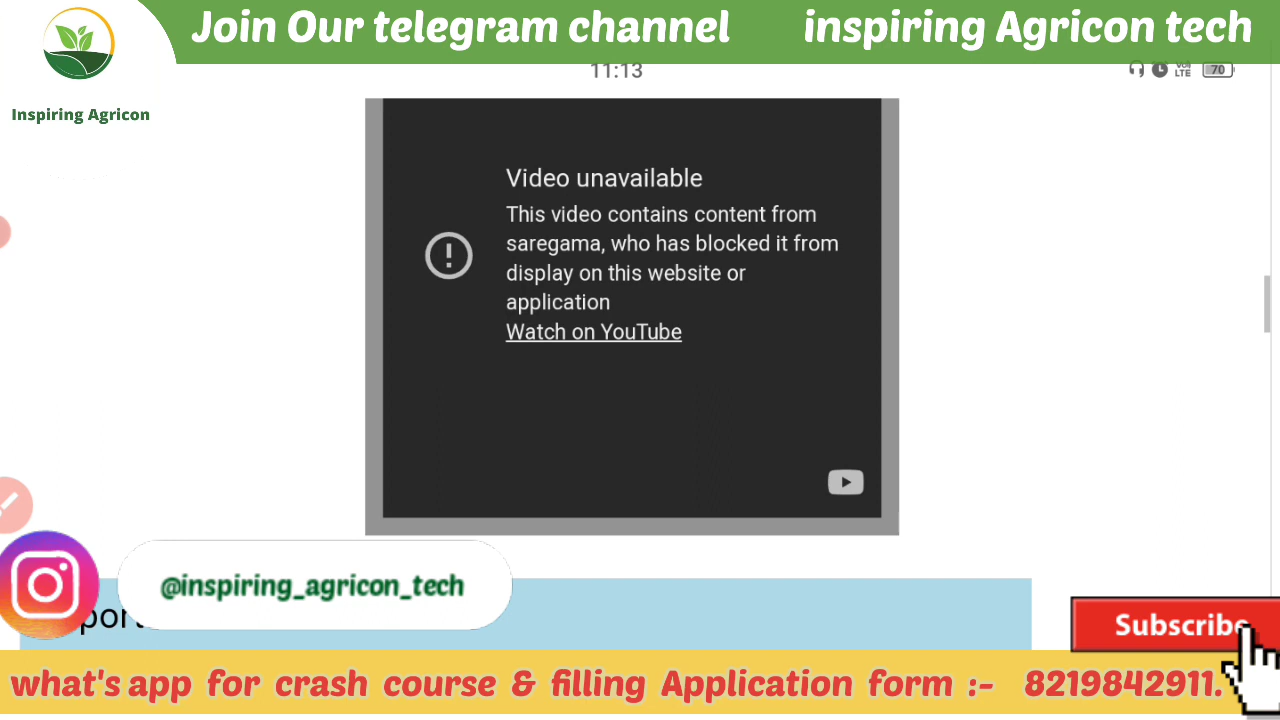 Join Our telegram channel inspiring Agricon tech
11:13
VoU LTE 70
Inspiring Agricon
Video unavailable
This video contains content from
saregama, who has blocked it from
display on this website or
application
Watch on YouTube
@inspiring_agricon_tech
Subscribe
what's app for crash course & filling Application form :- 8219842911.